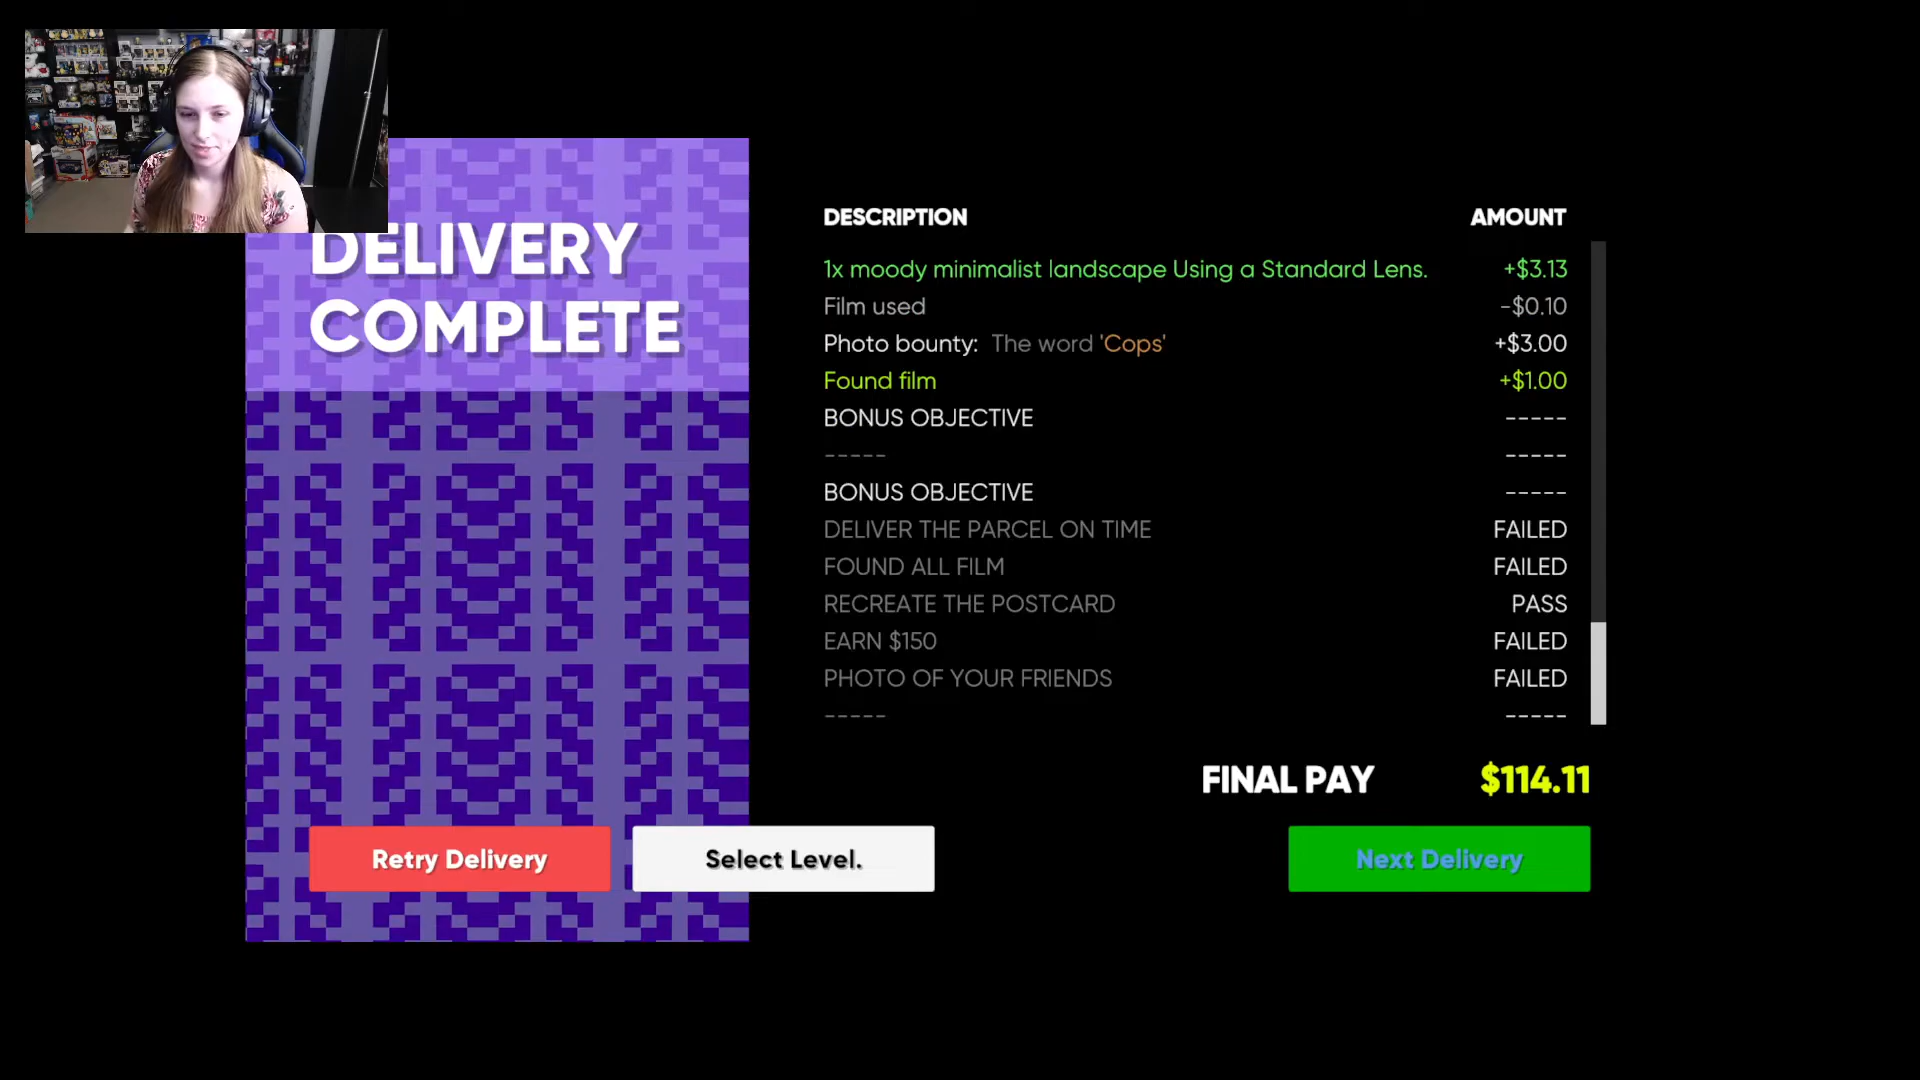 DELIVERY
COMPLETE
DESCRIPTION AMOUNT
1x moody minimalist landscape Using a Standard Lens. +$3.13
Film used -$0.10
Photo bounty: The word 'Cops' +$3.00
Found film +$1.00
BONUS OBJECTIVE -----
----- -----
BONUS OBJECTIVE -----
DELIVER THE PARCEL ON TIME FAILED
FOUND ALL FILM FAILED
RECREATE THE POSTCARD PASS
EARN $150 FAILED
PHOTO OF YOUR FRIENDS FAILED
----- -----
FINAL PAY $114.11
Retry Delivery
Select Level.
Next Delivery